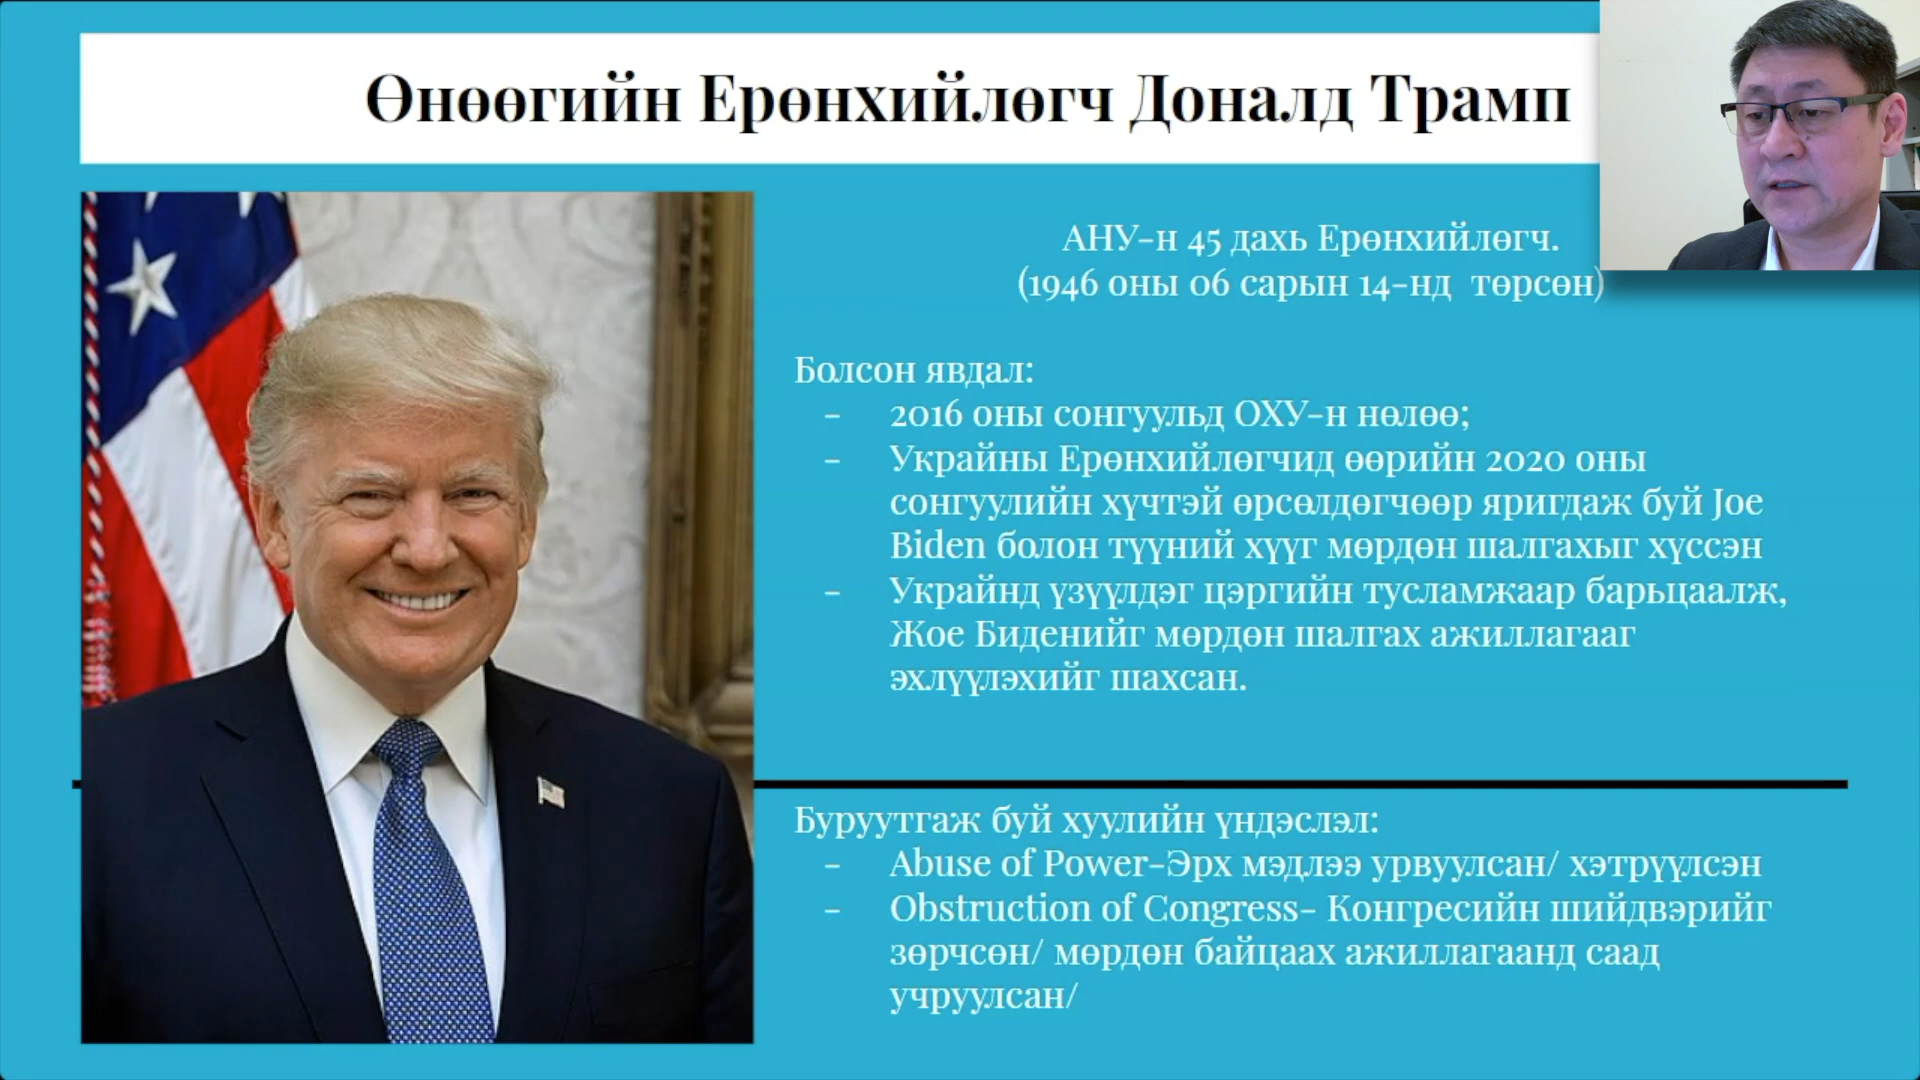 Өнөөгийн Ерөнхийлөгч Доналд Трамп
АНУ-н 45 дахь Ерөнхийлөгч.
(1946 оны 06 сарын 14-нд төрсөн)
Болсон явдал:
- 2016 оны сонгуульд ОХУ-н нөлөө;
- Украйны Ерөнхийлөгчид өөрийн 2020 оны
сонгуулийн хүчтэй өрсөлдөгчөөр яригдаж буй Joe
Biden болон түүний хүүг мөрдөн шалгахыг хүссэн
- Украйнд үзүүлдэг цэргийн тусламжаар барьцаалж,
Жое Биденийг мөрдөн шалгах ажиллагааг
эхлүүлэхийг шахсан.
Буруутгаж буй хуулийн үндэслэл:
- Abuse of Power-Эрх мэдлээ урвуулсан/ хэтрүүлсэн
- Obstruction of Congress- Конгресийн шийдвэрийг
зөрчсөн/ мөрдөн байцаах ажиллагаанд саад
учруулсан/